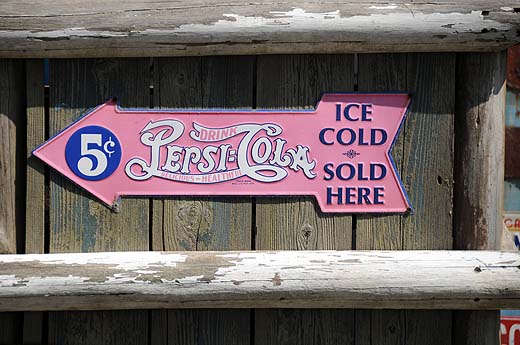 5¢
DRINK
PEPSI=COLA
DELICIOUS HEALTHFUL
ICE
COLD
SOLD
HERE